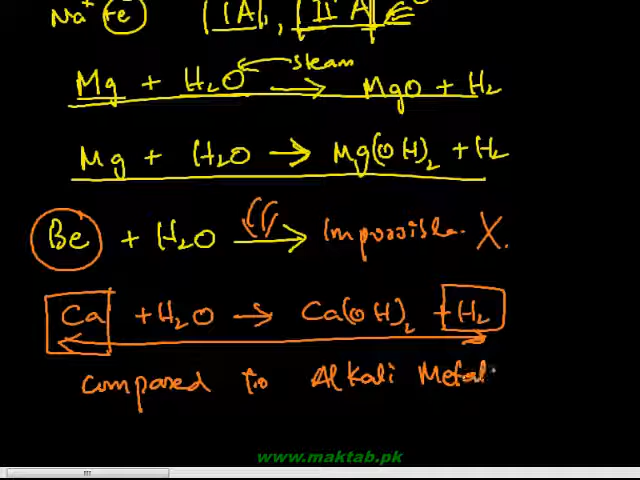 Na⁺ Fe⁻ IA, IIA
Mg + H₂O steam → MgO + H₂
Mg + H₂O → Mg(OH)₂ + H₂
Be + H₂O → Impossible X.
Ca + H₂O → Ca(OH)₂ + H₂
Compared to Alkali Metal
www.maktab.pk